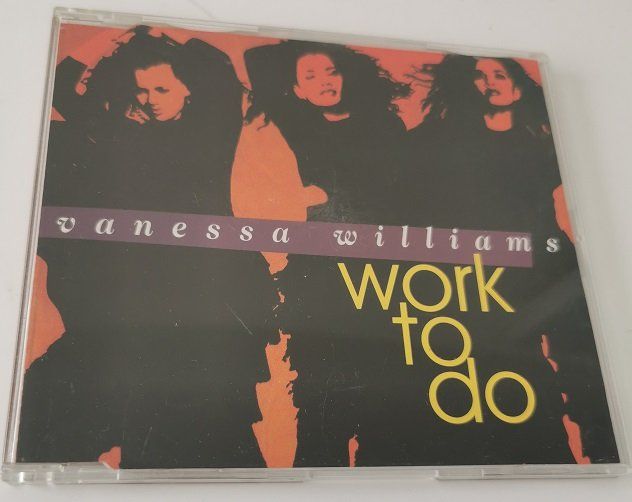 vanessa williams
work
to
do